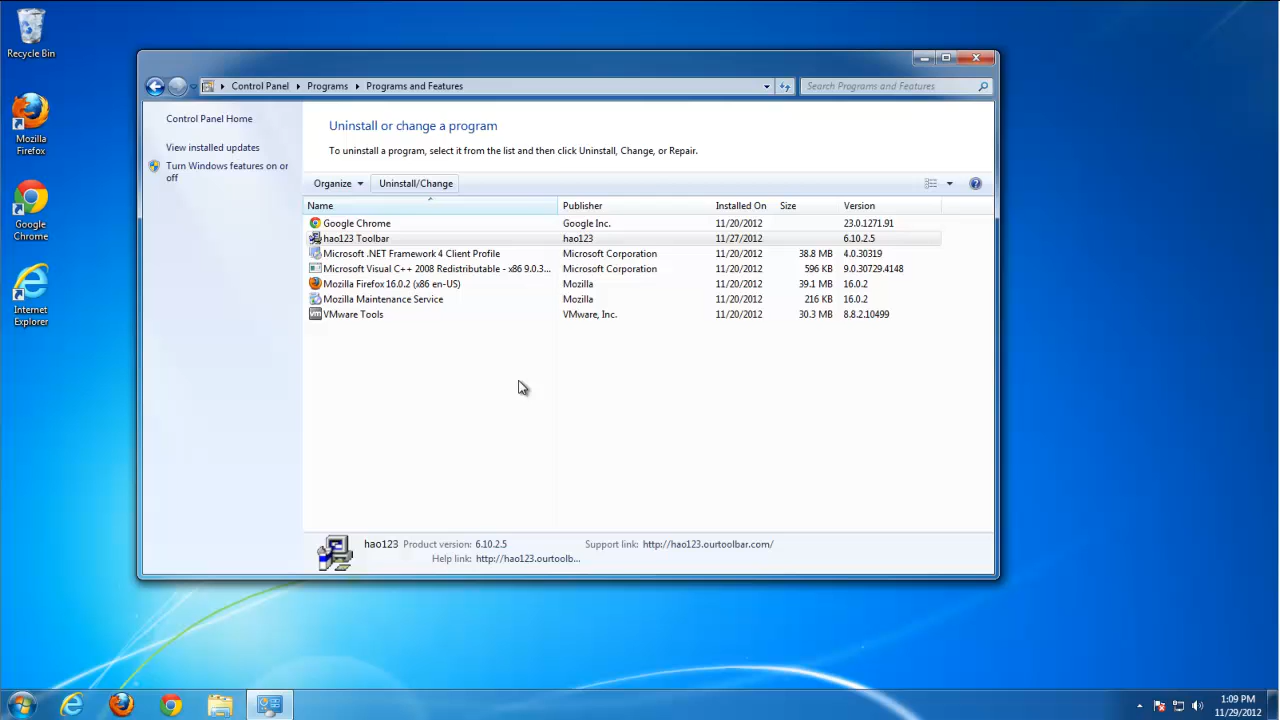 Recycle Bin
Mozilla
Firefox
Google
Chrome
Internet
Explorer
Control Panel
Programs
Programs and Features
Search Programs and Features
Control Panel Home
View installed updates
Turn Windows features on or
off
Uninstall or change a program
To uninstall a program, select it from the list and then click Uninstall, Change, or Repair.
Organize Uninstall/Change
Name Publisher Installed On Size Version
Google Chrome Google Inc. 11/20/2012 23.0.1271.91
hao123 Toolbar hao123 11/27/2012 6.10.2.5
Microsoft .NET Framework 4 Client Profile Microsoft Corporation 11/20/2012 38.8 MB 4.0.30319
Microsoft Visual C++ 2008 Redistributable - x86 9.0.3... Microsoft Corporation 11/20/2012 596 KB 9.0.30729.4148
Mozilla Firefox 16.0.2 (x86 en-US) Mozilla 11/20/2012 39.1 MB 16.0.2
Mozilla Maintenance Service Mozilla 11/20/2012 216 KB 16.0.2
VMware Tools VMware, Inc. 11/20/2012 30.3 MB 8.8.2.10499
hao123 Product version: 6.10.2.5 Support link: http://hao123.ourtoolbar.com/
Help link: http://hao123.ourtoolb...
1:09 PM
11/29/2012